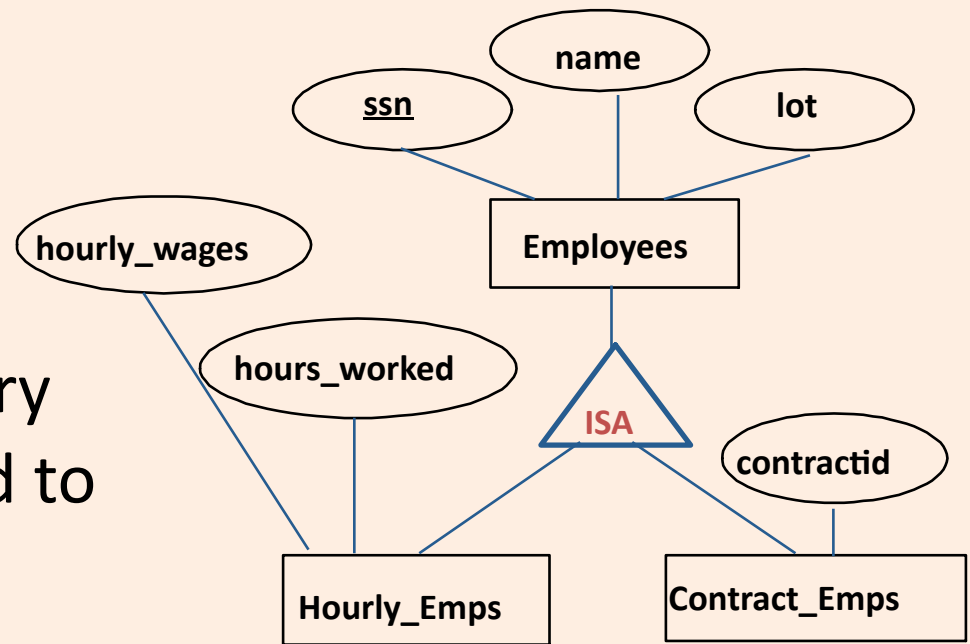 name
ssn
lot
hourly_wages
Employees
hours_worked
ry
ISA
contractid
d to
Hourly_Emps
Contract_Emps